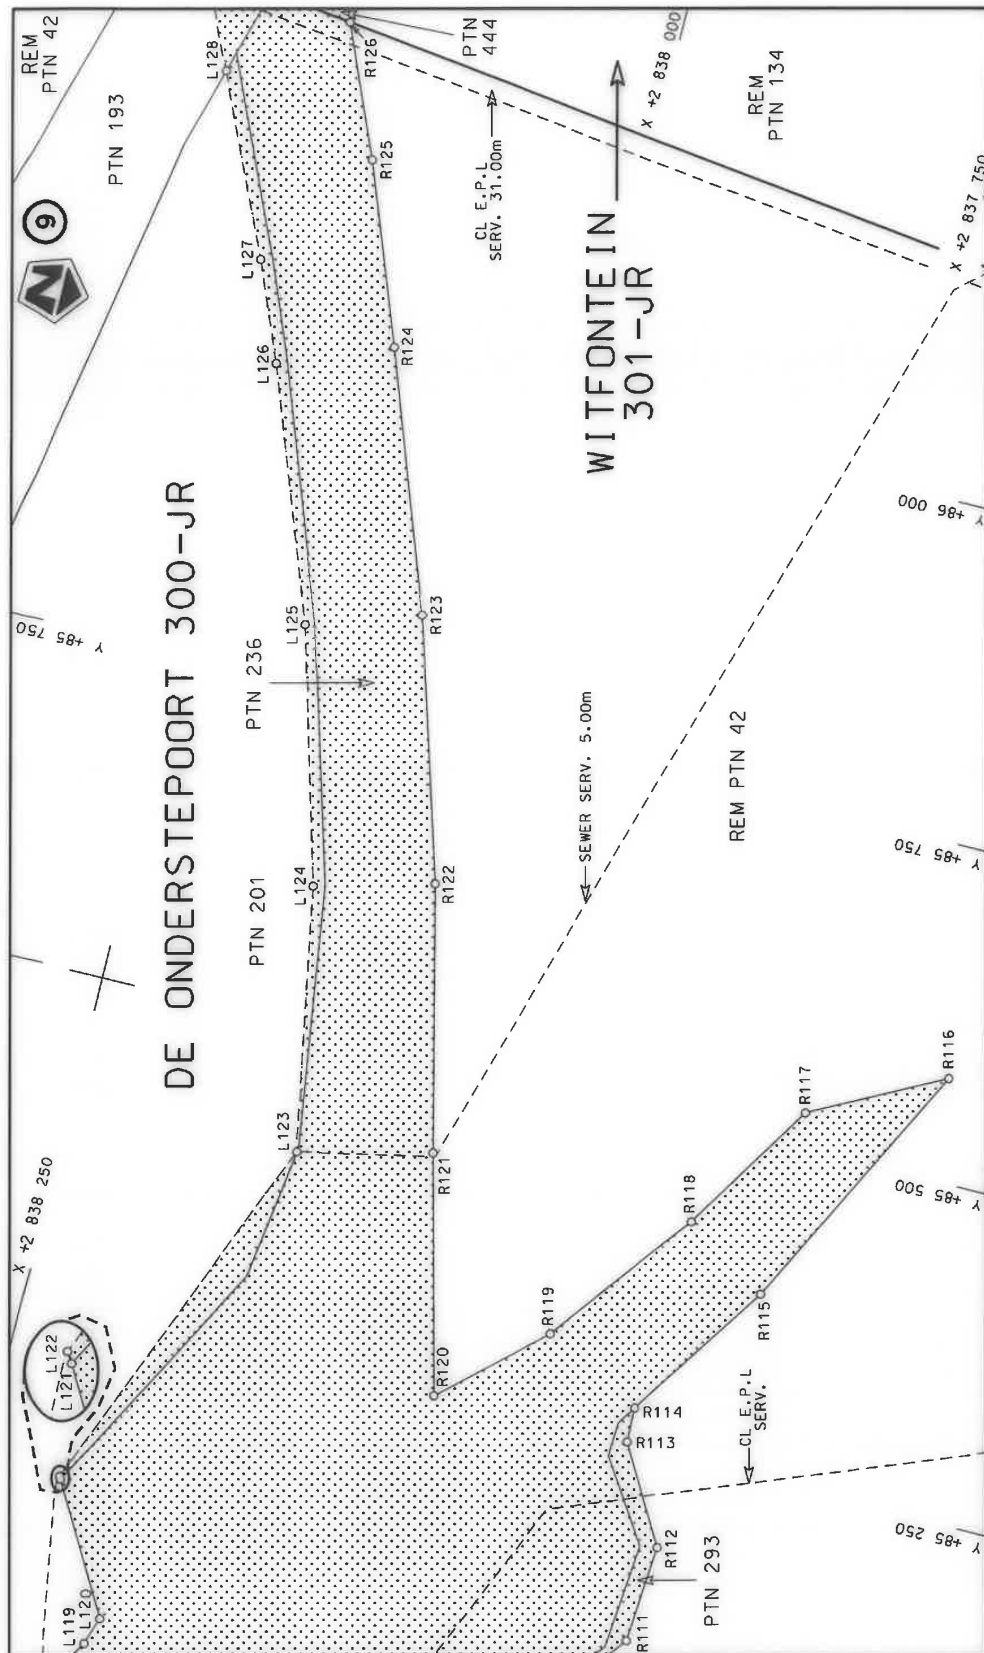 REM
PTN 42
PTN 193
9
N
L128
R126
PTN
444
X +2 838 000
REM
PTN 134
R125
CL E.P.L
SERV. 31.00m
X +2 837 750
L127
L126
R124
WITFONTEIN
301-JR
Y +86 000
Y +85 750
DE ONDERSTEPOORT 300-JR
L125
R123
PTN 236
SEWER SERV. 5.00m
REM PTN 42
Y +85 750
PTN 201
L124
R122
L123
R121
R116
R117
R118
Y +85 500
X +2 838 250
L122
L121
R119
R115
R120
R114
R113
CL E.P.L
SERV.
Y +85 250
R112
PTN 293
L119
L120
R111